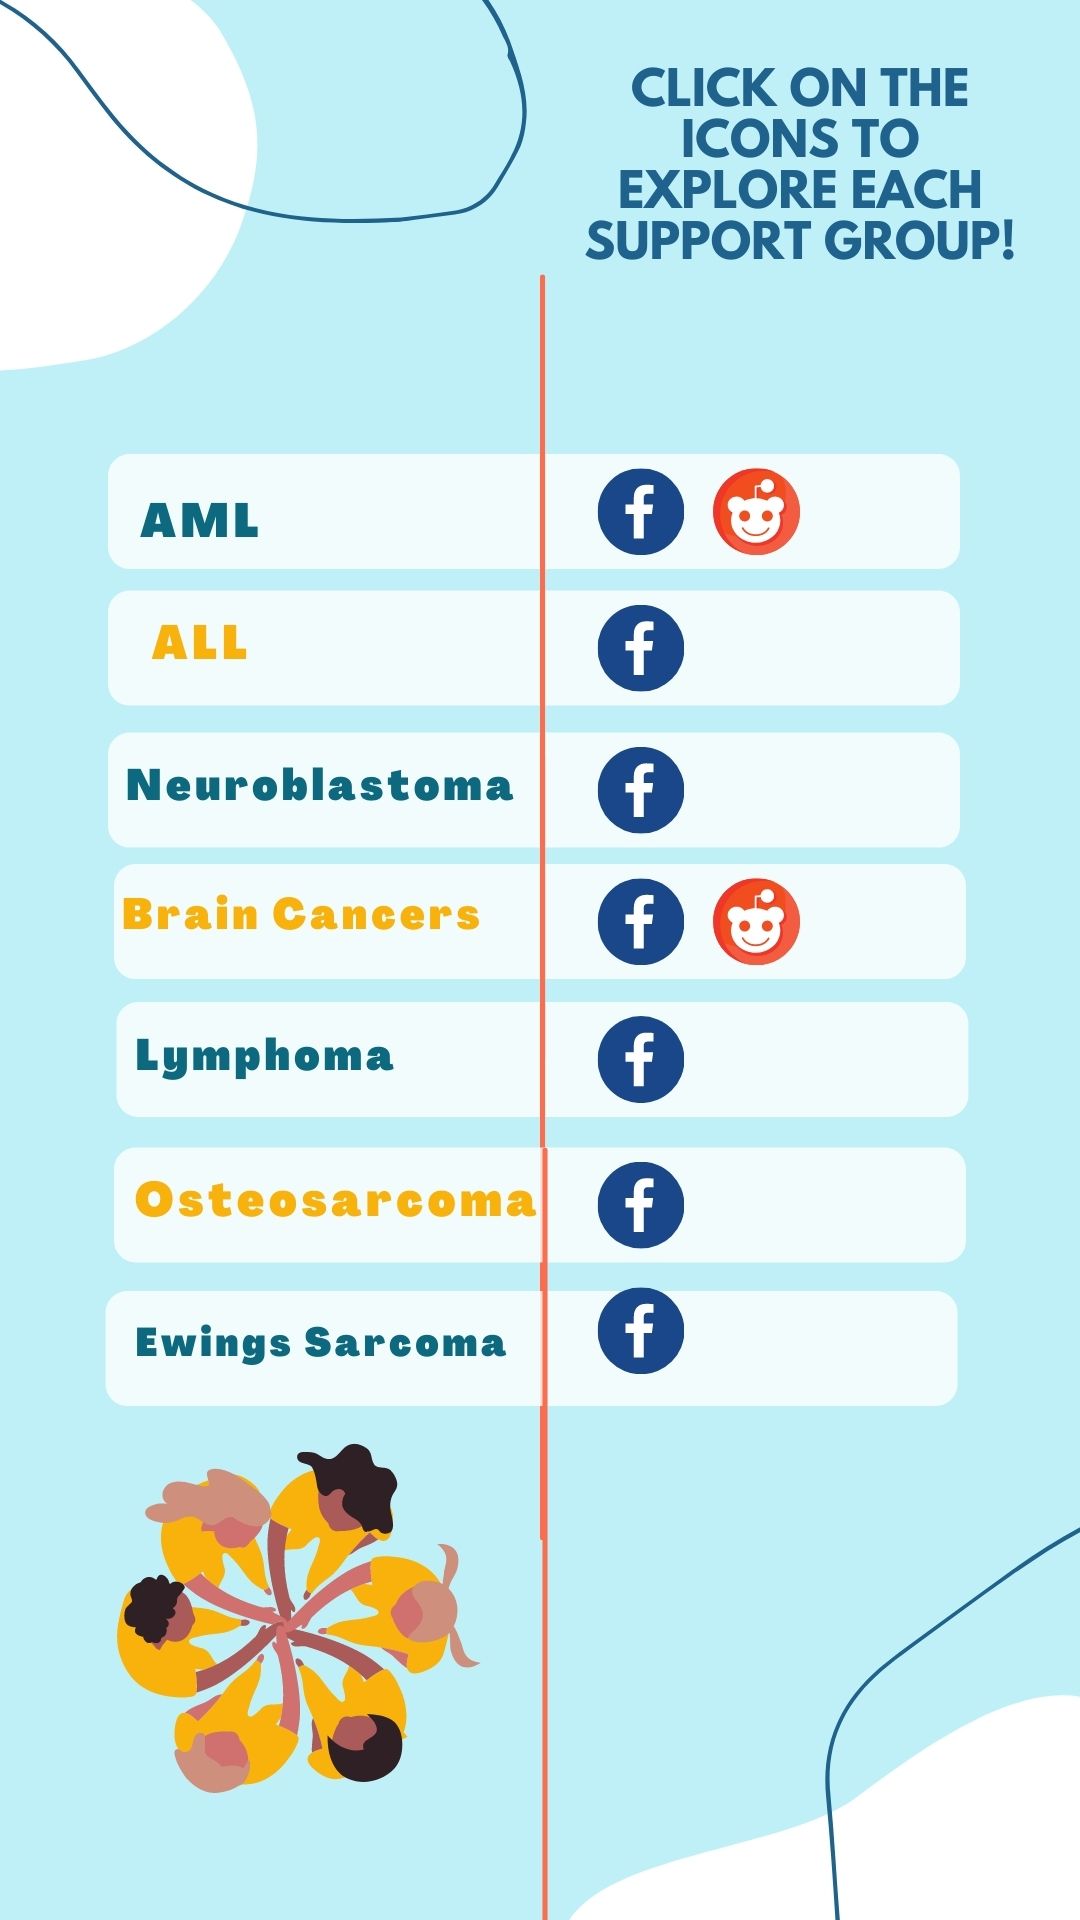 CLICK ON THE
ICONS TO
EXPLORE EACH
SUPPORT GROUP!
AML
ALL
Neuroblastoma
Brain Cancers
Lymphoma
Osteosarcoma
Ewings Sarcoma